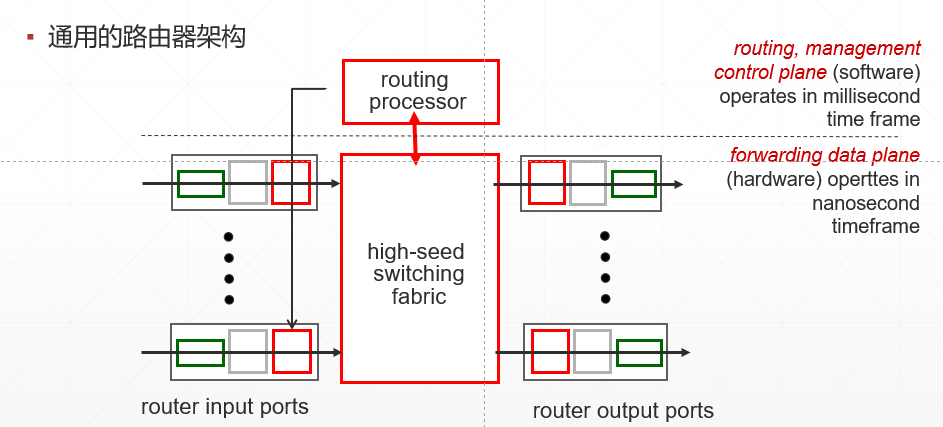 ▪ 通用的路由器架构
routing, management
control plane (software)
operates in millisecond
time frame
routing
processor
forwarding data plane
(hardware) operttes in
nanosecond
timeframe
high-seed
switching
fabric
router input ports
router output ports